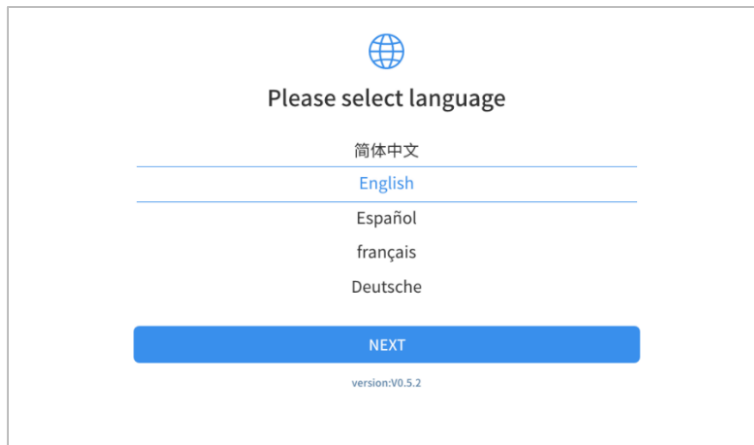 Please select language
简体中文
English
Español
français
Deutsche
NEXT
version:V0.5.2